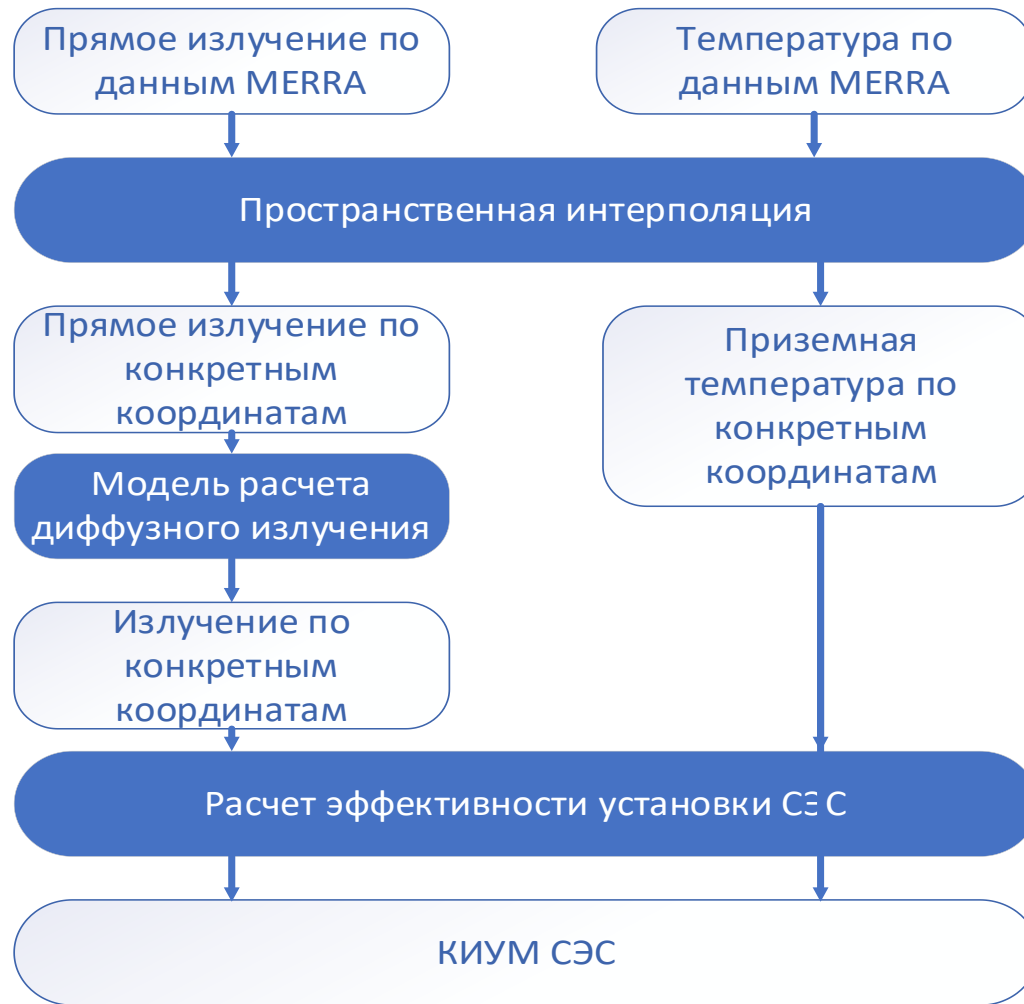 Прямое излучение по
данным MERRA
Температура по
данным MERRA
Пространственная интерполяция
Прямое излучение по
конкретным
координатам
Приземная
температура по
конкретным
координатам
Модель расчета
диффузного излучения
Излучение по
конкретным
координатам
Расчет эффективности установки СЭС
КИУМ СЭС